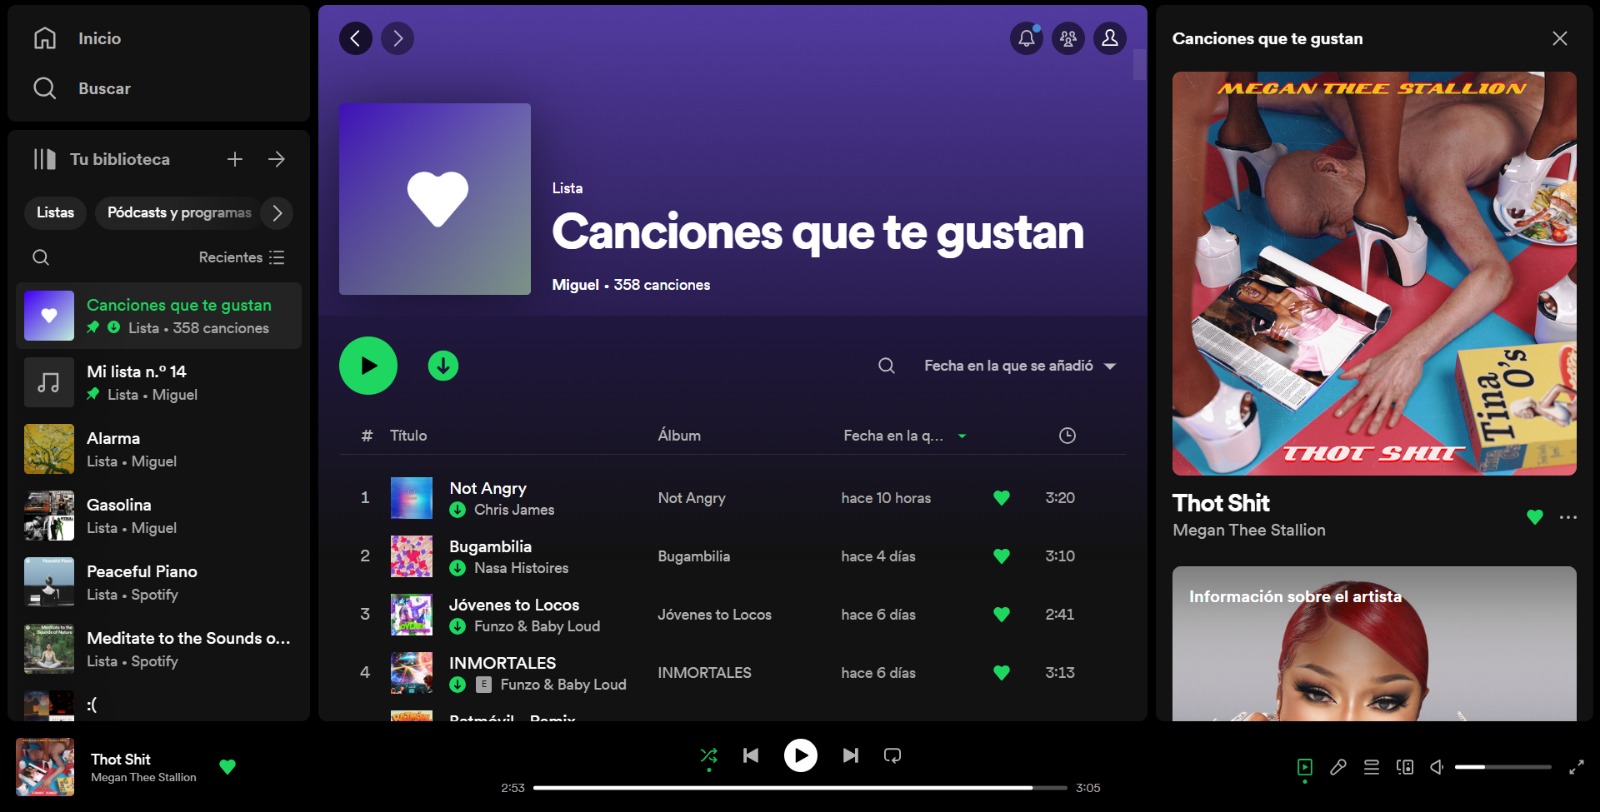 Inicio
Buscar
Tu biblioteca
Listas
Pódcasts y programas
Recientes
Canciones que te gustan
Lista • 358 canciones
Mi lista n.º 14
Lista • Miguel
Alarma
Lista • Miguel
Gasolina
Lista • Miguel
Peaceful Piano
Lista • Spotify
Meditate to the Sounds o...
Lista • Spotify
:(
Lista
Canciones que te gustan
Miguel • 358 canciones
Fecha en la que se añadió
# Título Álbum Fecha en la q...
1 Not Angry Not Angry hace 10 horas 3:20
Chris James
2 Bugambilia Bugambilia hace 4 días 3:10
Nasa Histoires
3 Jóvenes to Locos Jóvenes to Locos hace 6 días 2:41
Funzo & Baby Loud
4 INMORTALES INMORTALES hace 6 días 3:13
E Funzo & Baby Loud
Batmóvil - Remix
Canciones que te gustan
MEGAN THEE STALLION
Tina
O's
THOT SHIT
Thot Shit
Megan Thee Stallion
Información sobre el artista
Thot Shit
Megan Thee Stallion
2:53
3:05